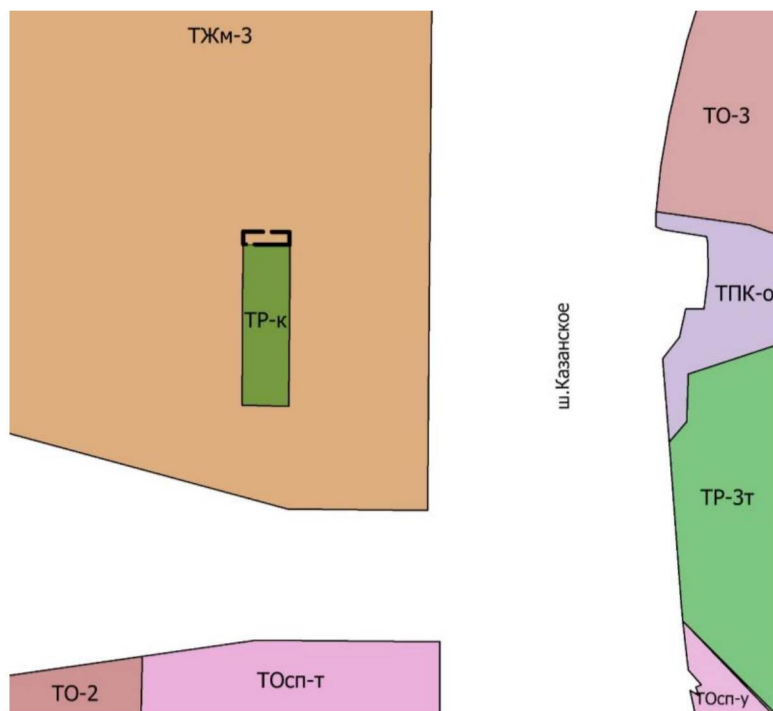 ТЖм-3
ТО-3
ТПК-о
ТР-к
ш.Казанское
ТР-3т
ТОсп-т
ТО-2
ТОсп-у